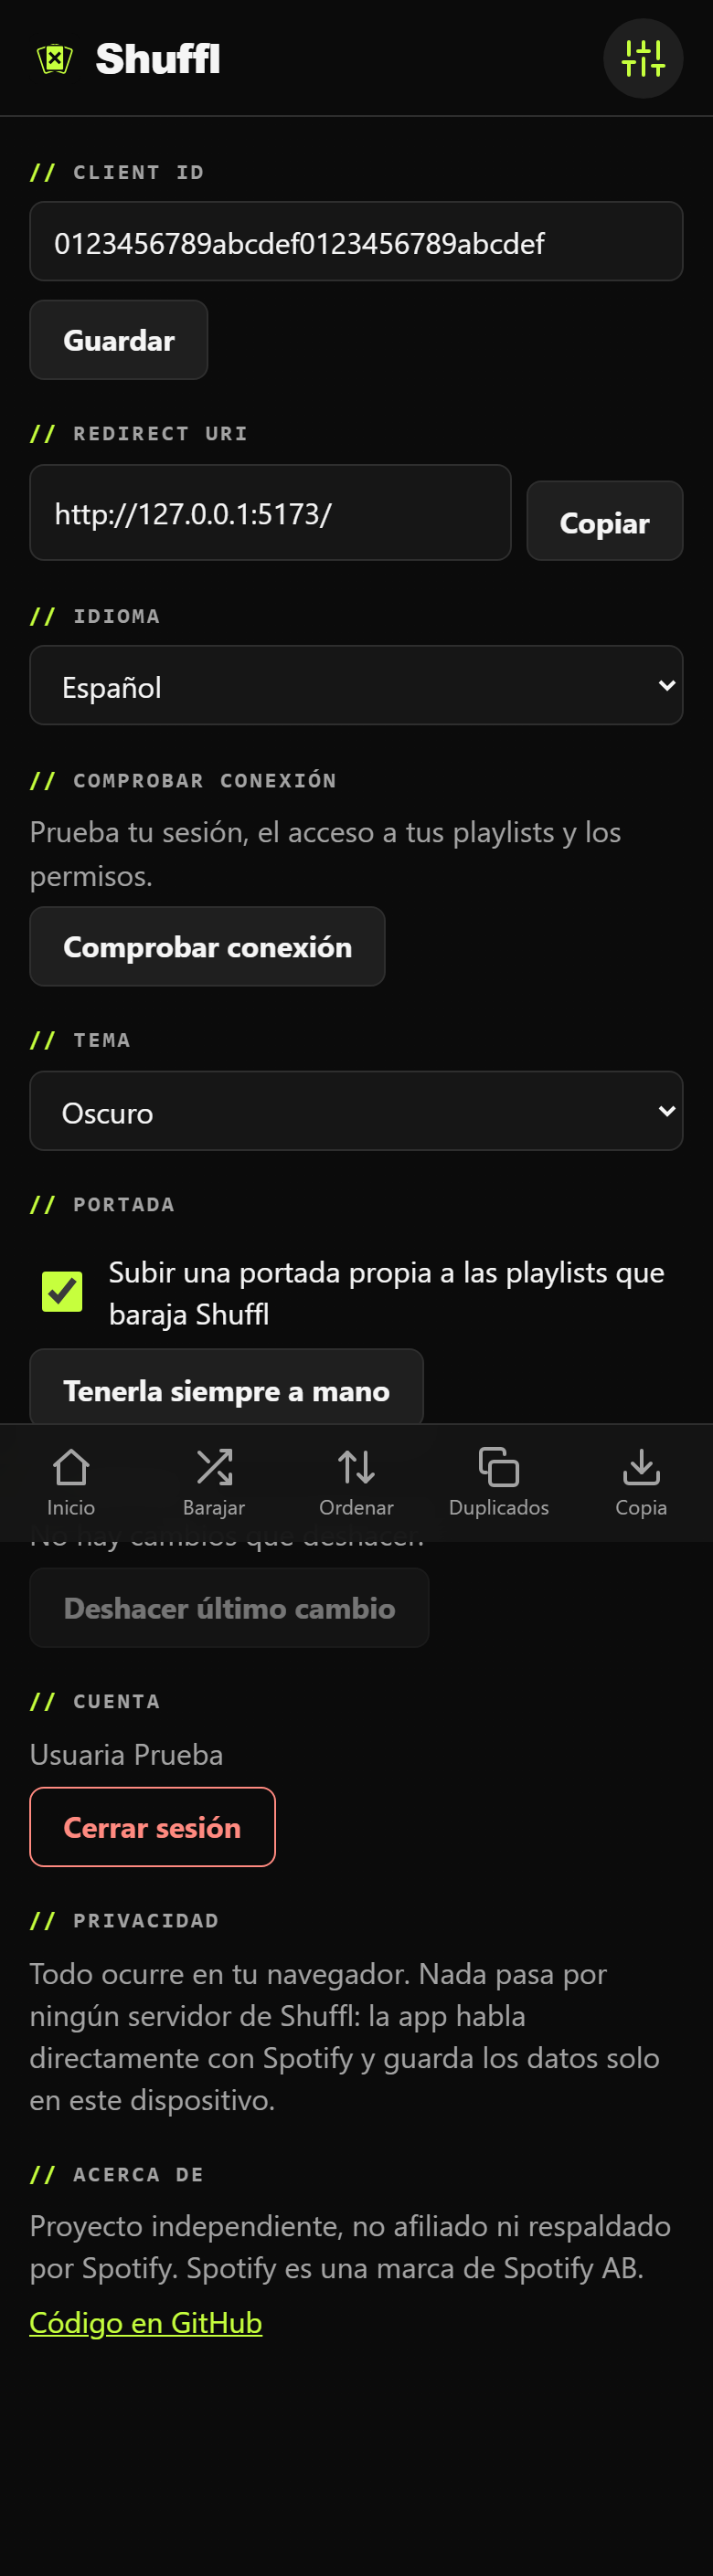 Shuffl
// CLIENT ID
0123456789abcdef0123456789abcdef
Guardar
// REDIRECT URI
http://127.0.0.1:5173/
Copiar
// IDIOMA
Español
// COMPROBAR CONEXIÓN
Prueba tu sesión, el acceso a tus playlists y los
permisos.
Comprobar conexión
// TEMA
Oscuro
// PORTADA
Subir una portada propia a las playlists que
baraja Shuffl
Tenerla siempre a mano
Inicio
Barajar
Ordenar
Duplicados
Copia
No hay cambios que deshacer.
Deshacer último cambio
// CUENTA
Usuaria Prueba
Cerrar sesión
// PRIVACIDAD
Todo ocurre en tu navegador. Nada pasa por
ningún servidor de Shuffl: la app habla
directamente con Spotify y guarda los datos solo
en este dispositivo.
// ACERCA DE
Proyecto independiente, no afiliado ni respaldado
por Spotify. Spotify es una marca de Spotify AB.
Código en GitHub